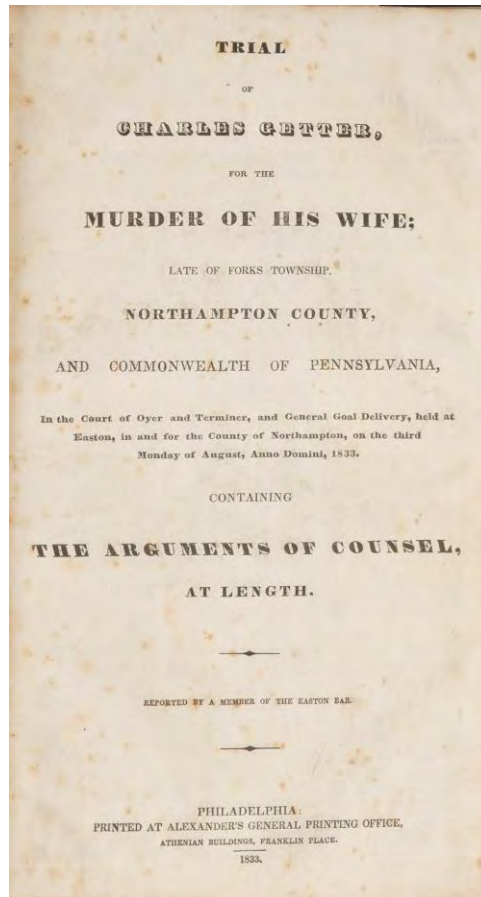 TRIAL
OF
CHARLES GETTER,
FOR THE
MURDER OF HIS WIFE;
LATE OF FORKS TOWNSHIP,
NORTHAMPTON COUNTY,
AND COMMONWEALTH OF PENNSYLVANIA,
In the Court of Oyer and Terminer, and General Goal Delivery, held at
Easton, in and for the County of Northampton, on the third
Monday of August, Anno Domini, 1833.
CONTAINING
THE ARGUMENTS OF COUNSEL,
AT LENGTH.
REPORTED BY A MEMBER OF THE EASTON BAR.
PHILADELPHIA:
PRINTED AT ALEXANDER'S GENERAL PRINTING OFFICE,
ATHENIAN BUILDINGS, FRANKLIN PLACE.
1833.